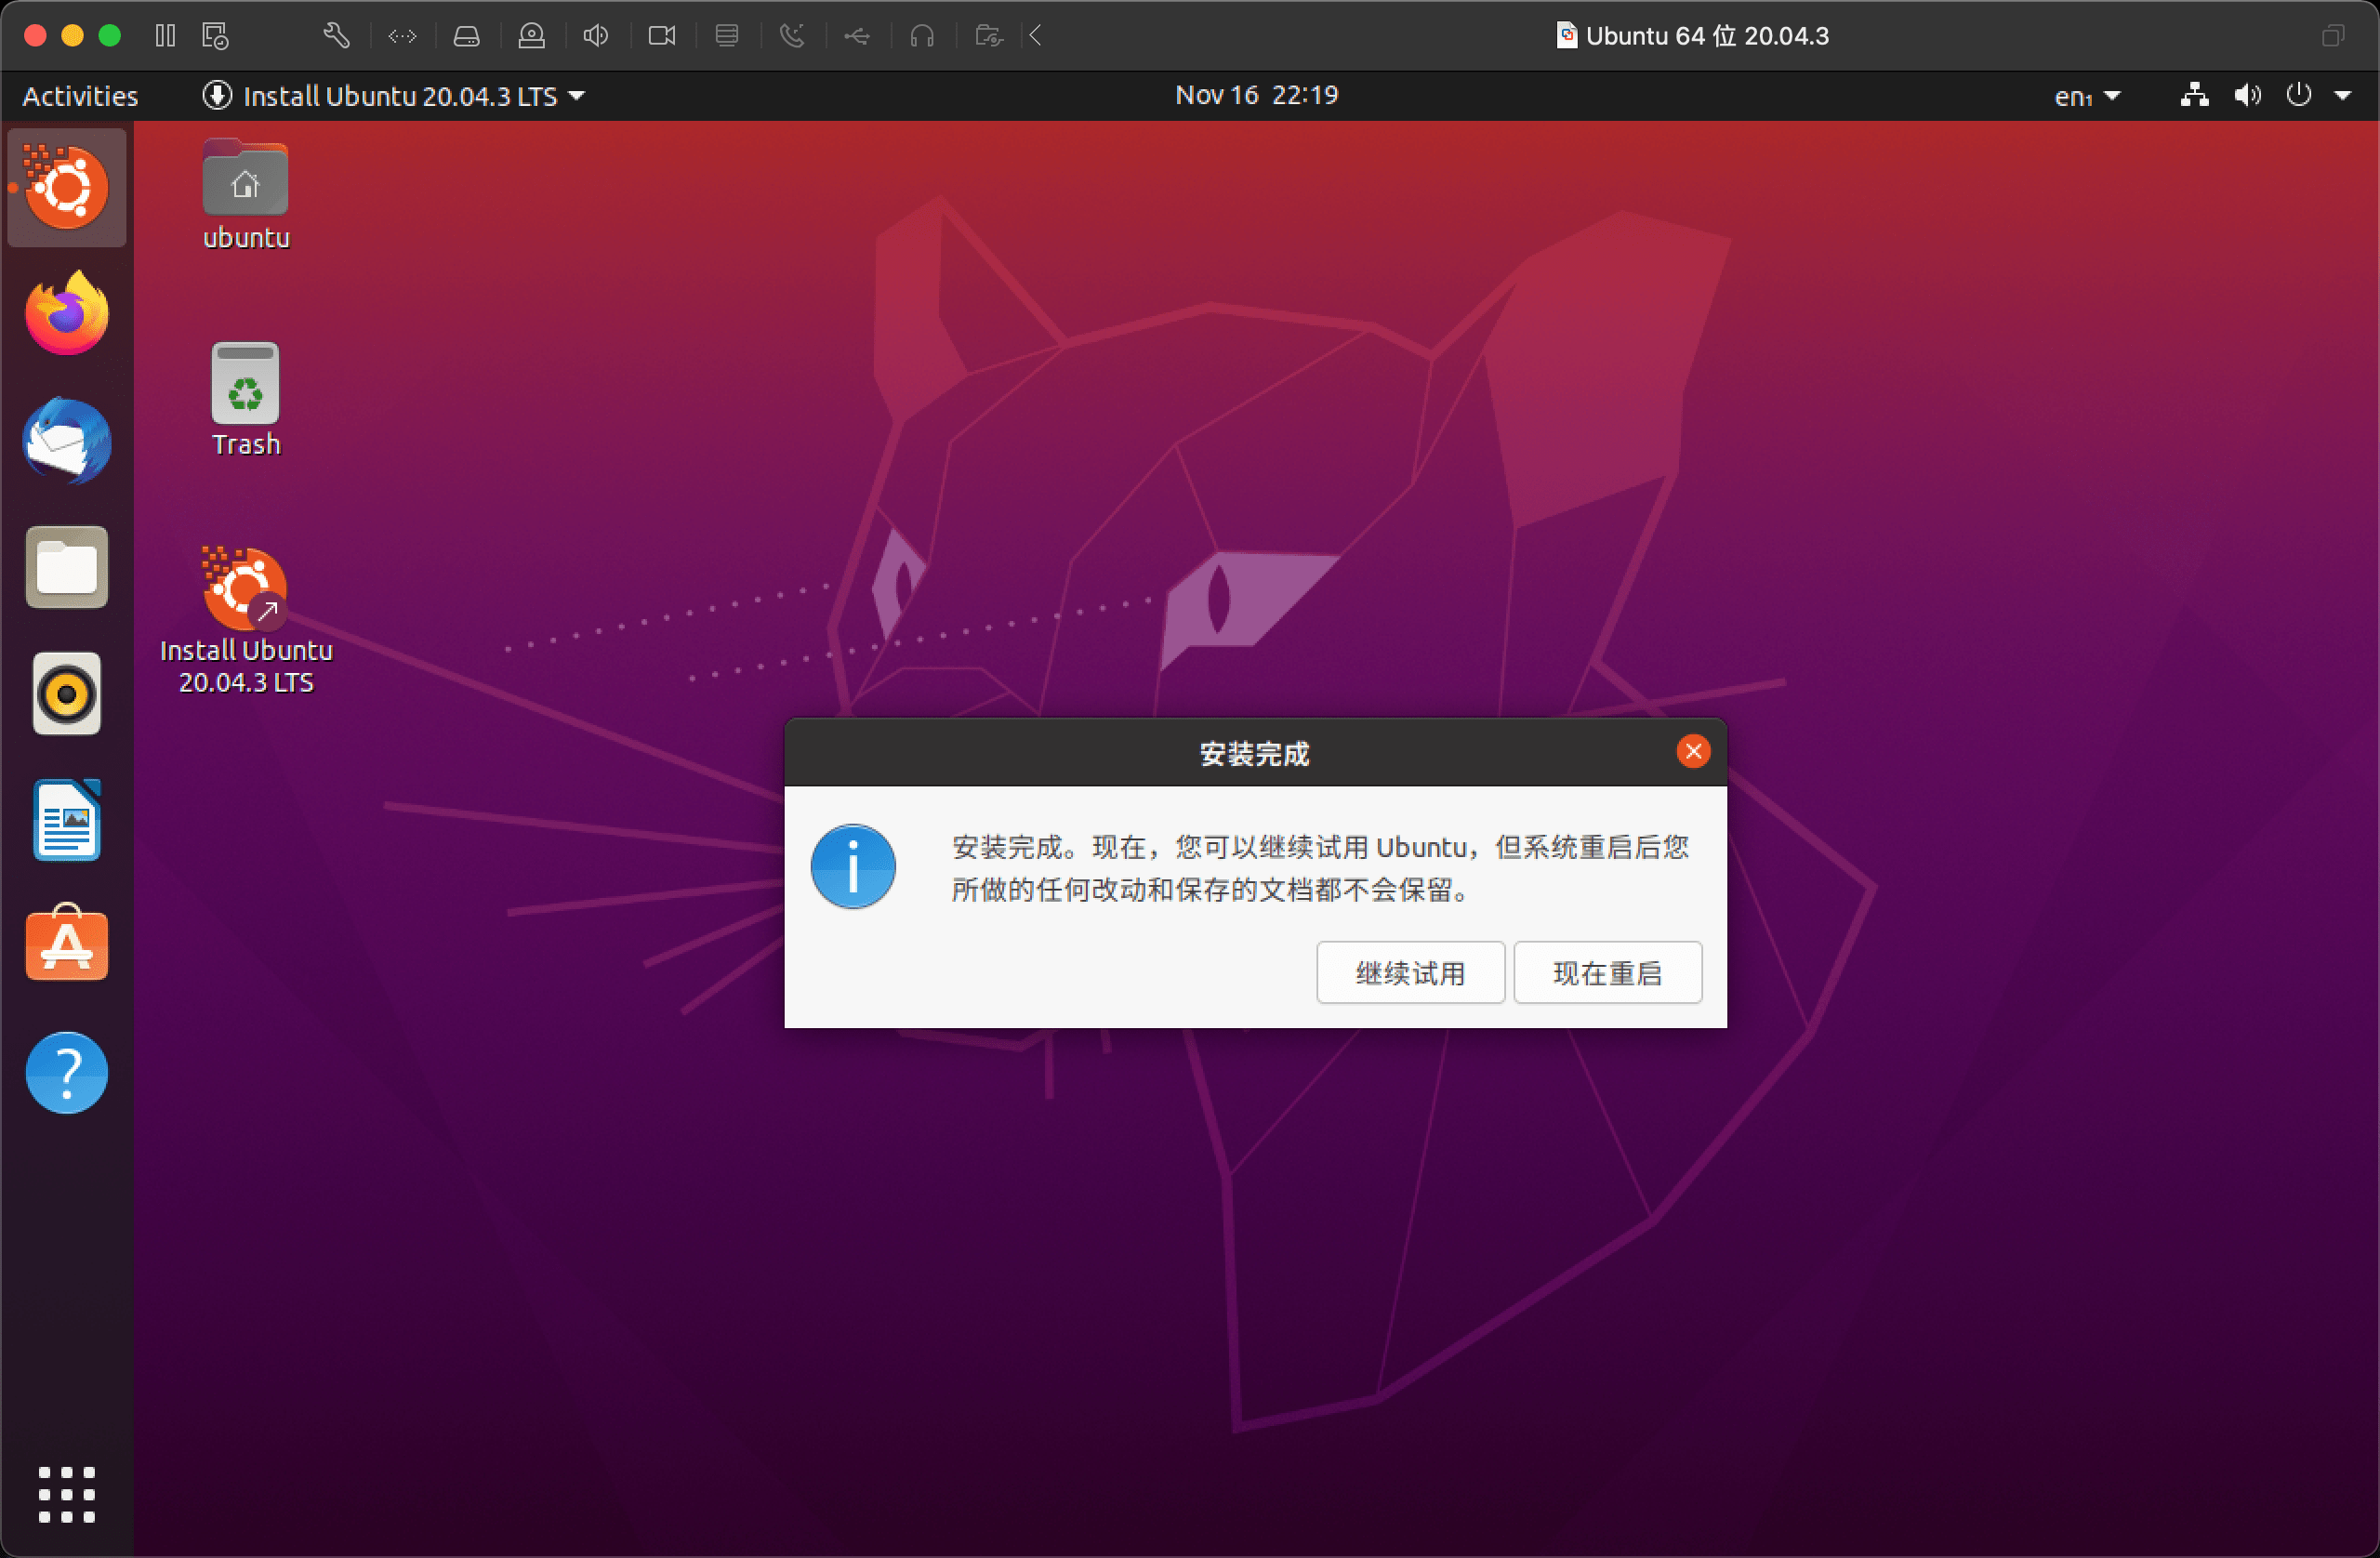 Ubuntu 64 位 20.04.3
Activities
Install Ubuntu 20.04.3 LTS
Nov 16 22:19
en₁
ubuntu
Trash
Install Ubuntu
20.04.3 LTS
安装完成
安装完成。现在，您可以继续试用 Ubuntu，但系统重启后您
所做的任何改动和保存的文档都不会保留。
继续试用
现在重启